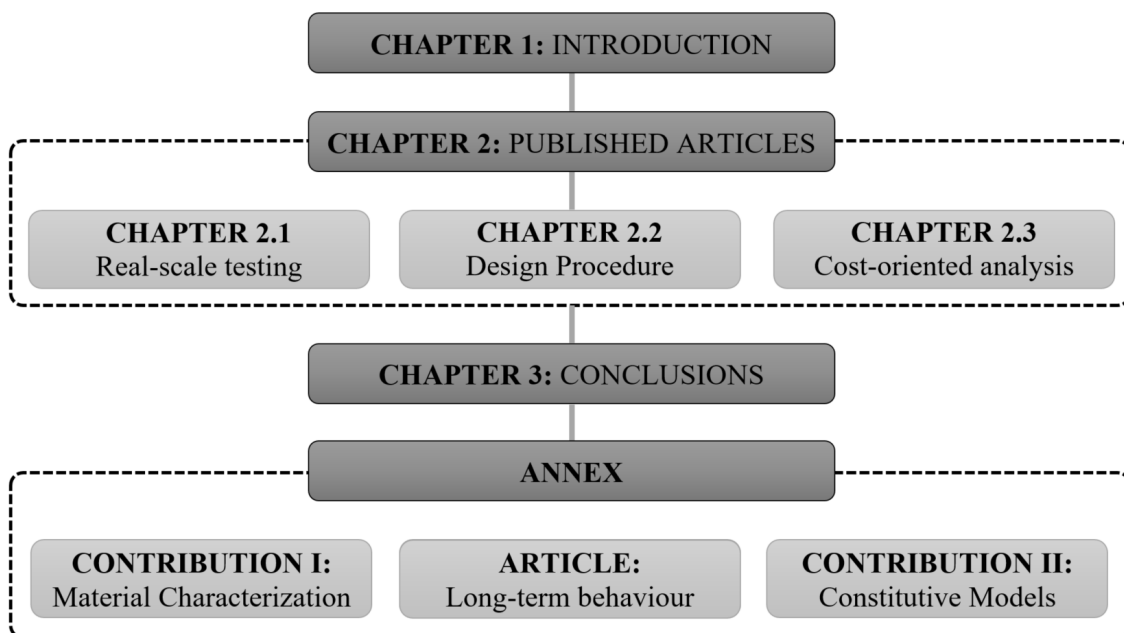 CHAPTER 1: INTRODUCTION
CHAPTER 2: PUBLISHED ARTICLES
CHAPTER 2.1
Real-scale testing
CHAPTER 2.2
Design Procedure
CHAPTER 2.3
Cost-oriented analysis
CHAPTER 3: CONCLUSIONS
ANNEX
CONTRIBUTION I:
Material Characterization
ARTICLE:
Long-term behaviour
CONTRIBUTION II:
Constitutive Models